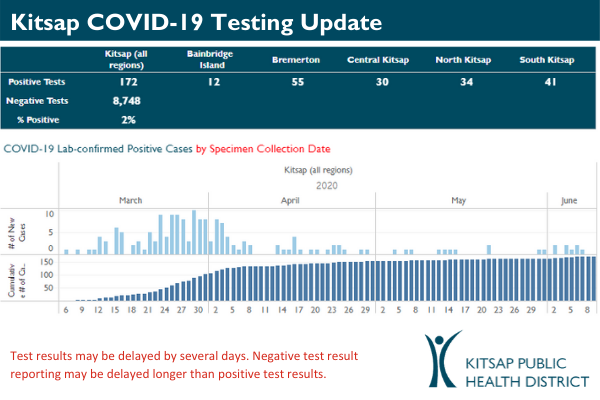 Kitsap COVID-19 Testing Update
Kitsap (all regions) Bainbridge Island Bremerton Central Kitsap North Kitsap South Kitsap
Positive Tests 172 12 55 30 34 41
Negative Tests 8,748
% Positive 2%
COVID-19 Lab-confirmed Positive Cases by Specimen Collection Date
Kitsap (all regions)
2020
March April May June
# of New Cases
10
5
0
Cumulativ e # of Ca..
150
100
50
6 9 12 15 18 21 24 27 30 2 5 8 11 14 17 20 23 26 29 2 5 8 11 14 17 20 23 26 29 2 5 8
Test results may be delayed by several days. Negative test result
reporting may be delayed longer than positive test results.
KITSAP PUBLIC
HEALTH DISTRICT